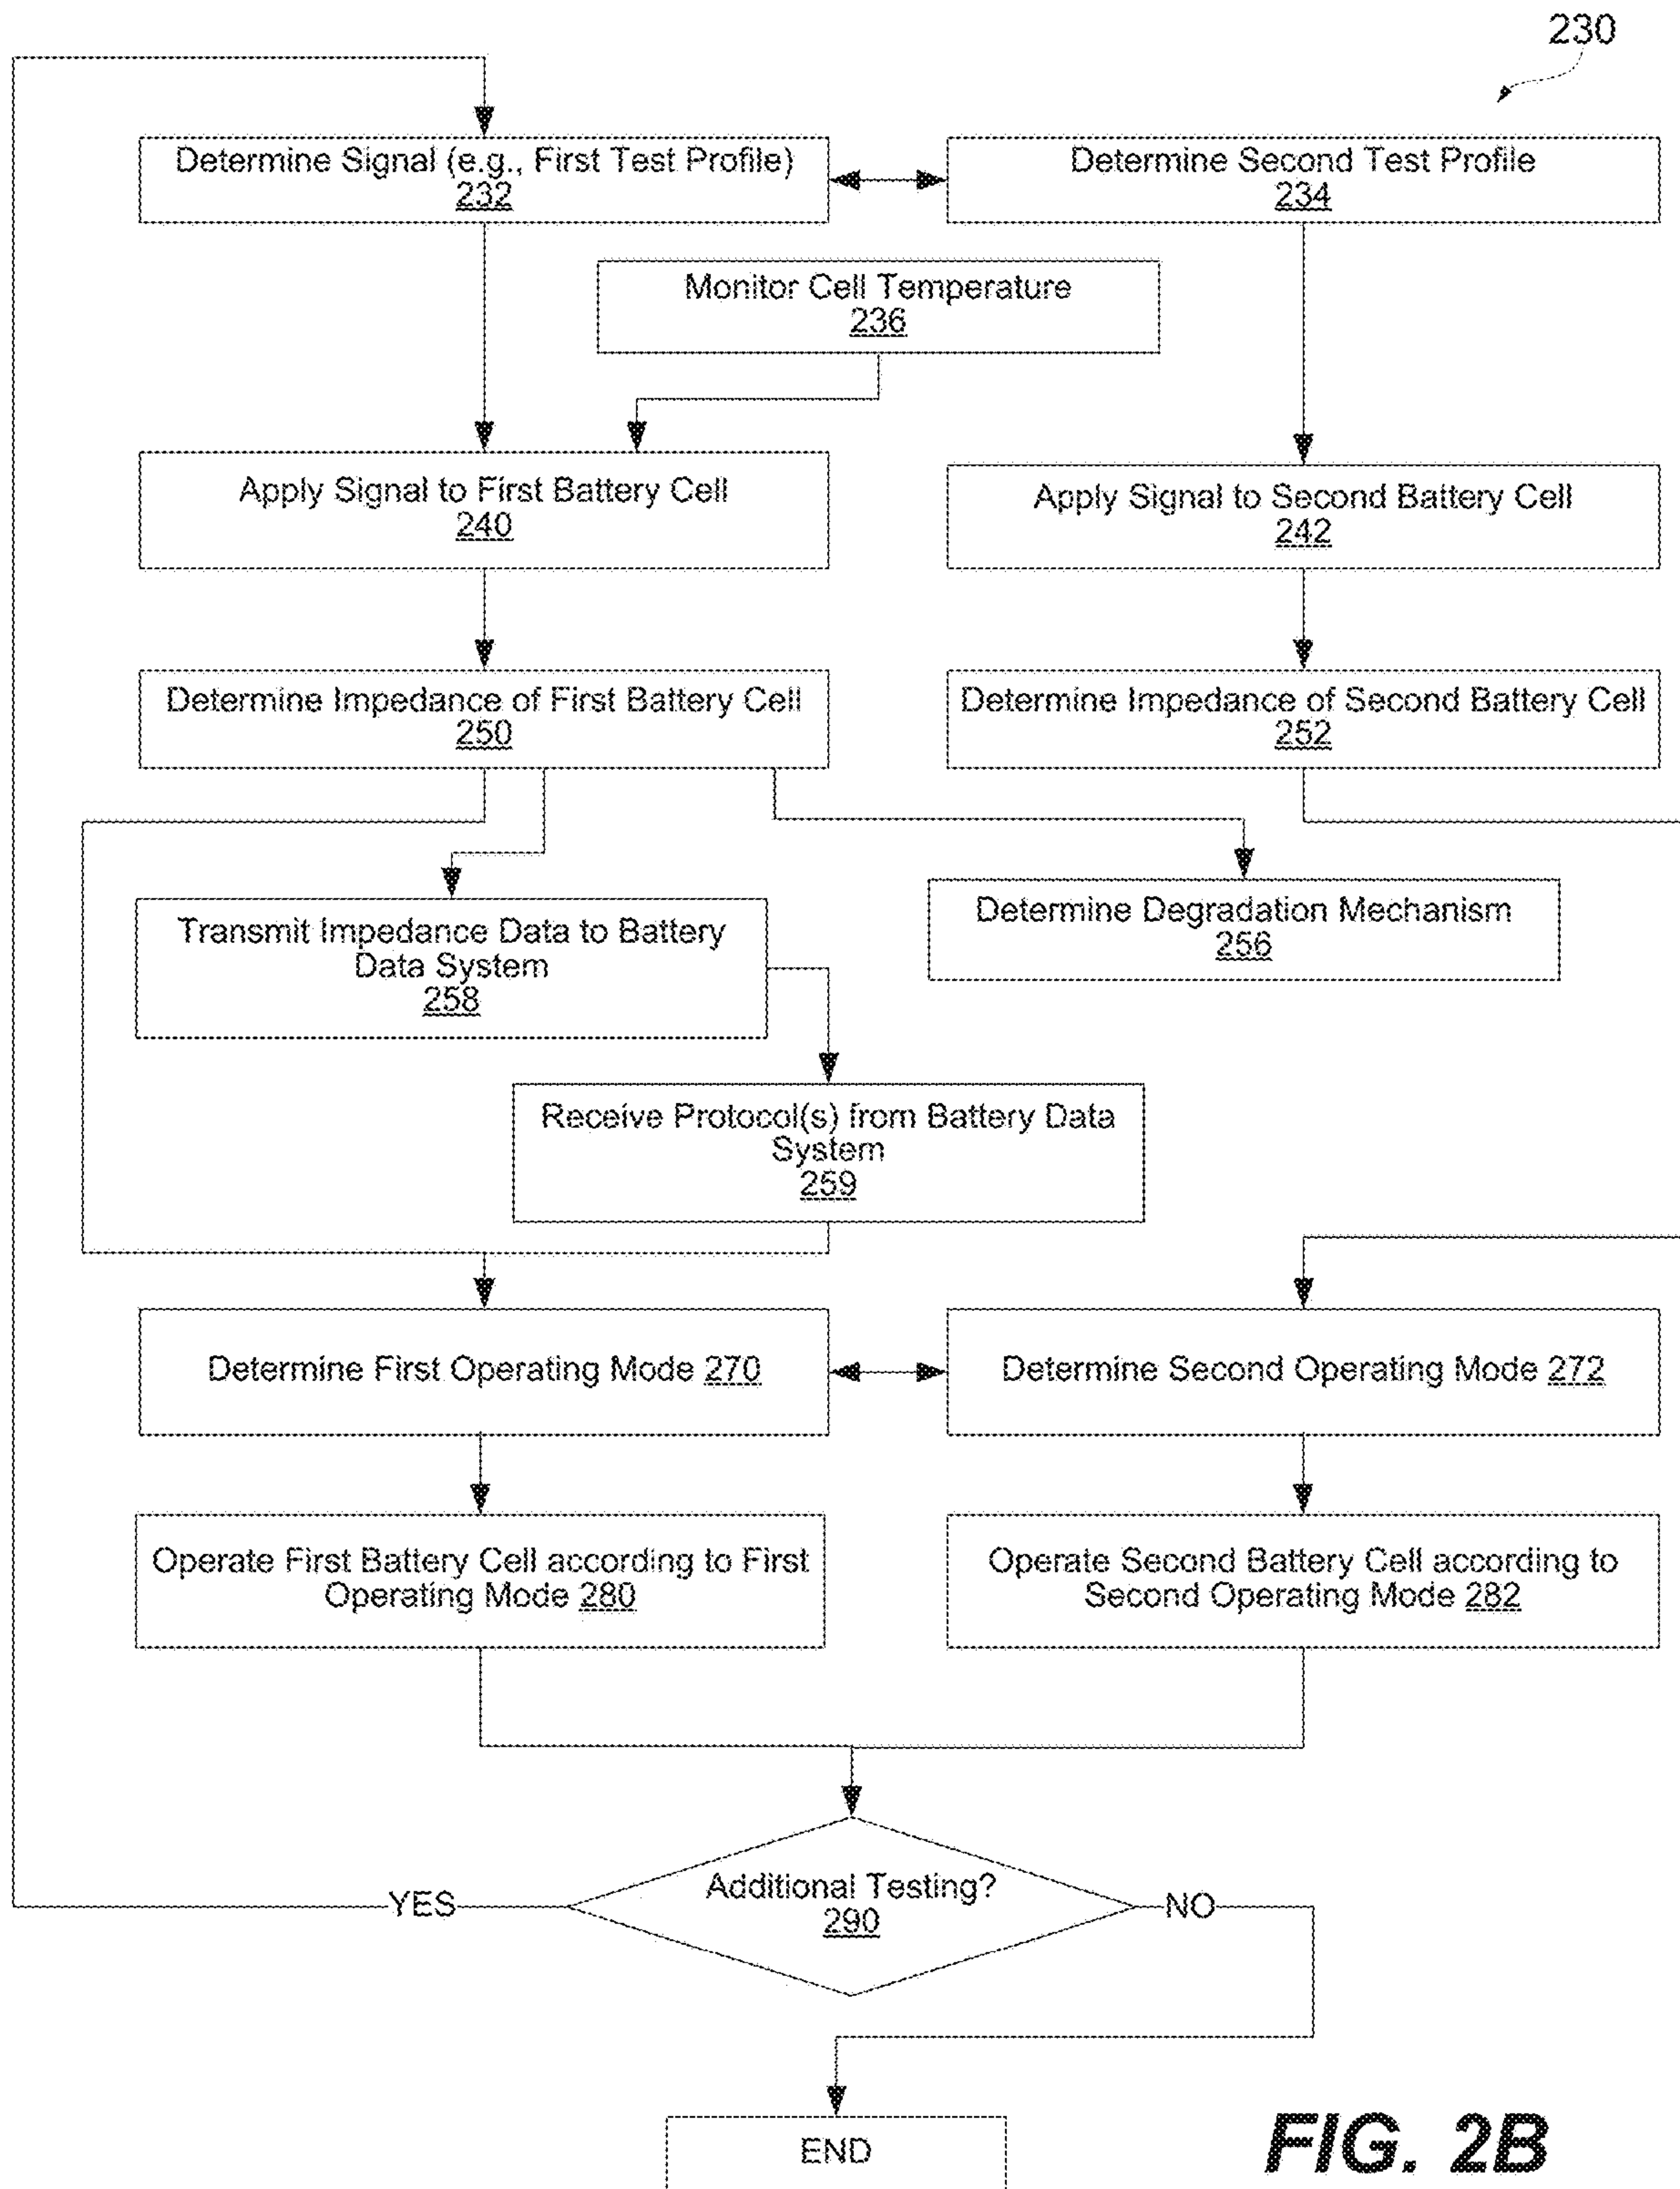 230
Determine Signal (e.g., First Test Profile)
232
Determine Second Test Profile
234
Monitor Cell Temperature
236
Apply Signal to First Battery Cell
240
Apply Signal to Second Battery Cell
242
Determine Impedance of First Battery Cell
250
Determine Impedance of Second Battery Cell
252
Transmit Impedance Data to Battery
Data System
258
Determine Degradation Mechanism
256
Receive Protocol(s) from Battery Data
System
259
Determine First Operating Mode 270
Determine Second Operating Mode 272
Operate First Battery Cell according to First
Operating Mode 280
Operate Second Battery Cell according to
Second Operating Mode 282
Additional Testing?
290
YES
NO
END
FIG. 2B